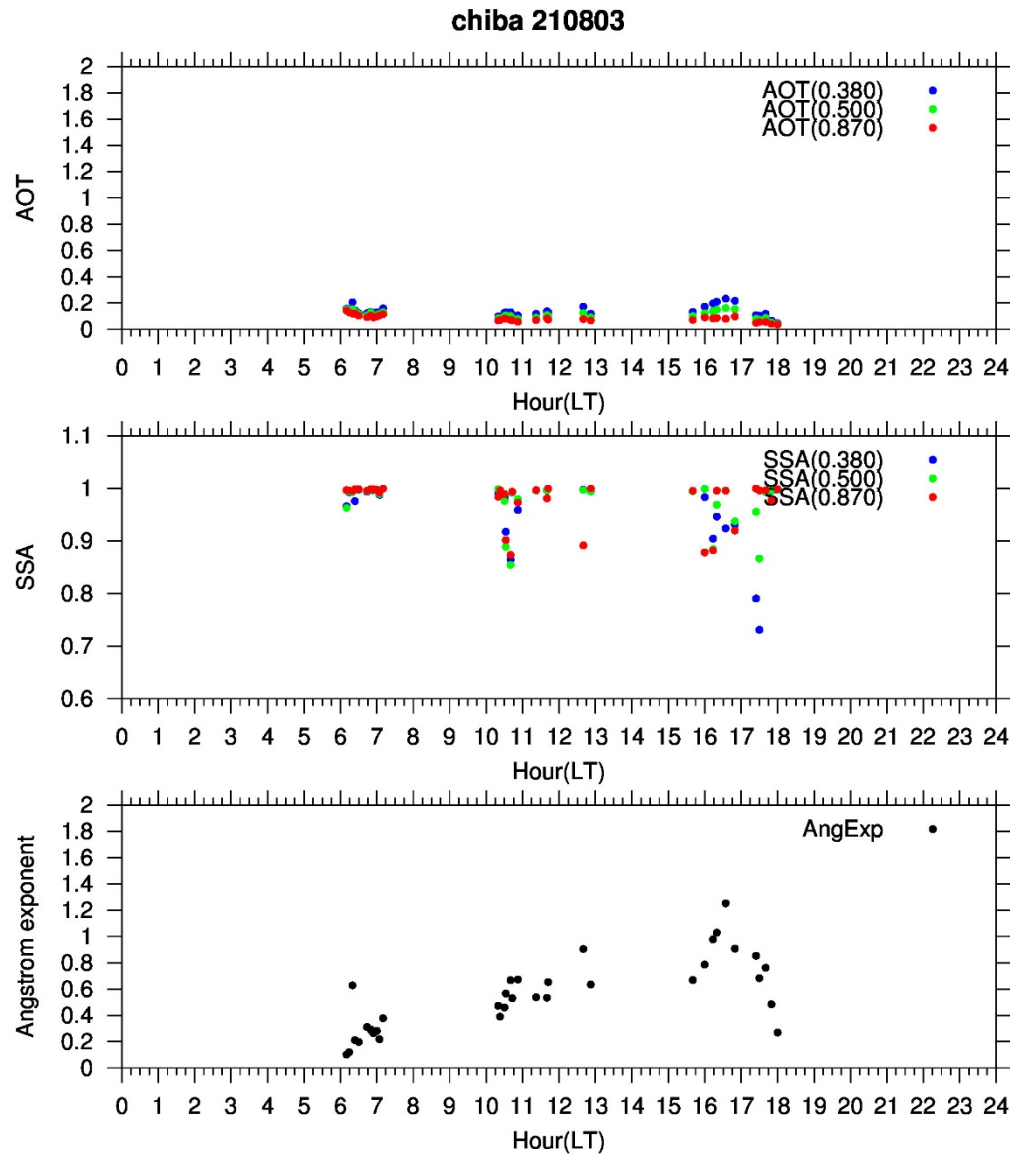 chiba 210803
2
1.8
1.6
1.4
1.2
1
0.8
0.6
0.4
0.2
0
AOT
AOT(0.380)
AOT(0.500)
AOT(0.870)
0 1 2 3 4 5 6 7 8 9 10 11 12 13 14 15 16 17 18 19 20 21 22 23 24
Hour(LT)
1.1
1
0.9
0.8
0.7
0.6
SSA
SSA(0.380)
SSA(0.500)
SSA(0.870)
0 1 2 3 4 5 6 7 8 9 10 11 12 13 14 15 16 17 18 19 20 21 22 23 24
Hour(LT)
2
1.8
1.6
1.4
1.2
1
0.8
0.6
0.4
0.2
0
Angstrom exponent
AngExp
0 1 2 3 4 5 6 7 8 9 10 11 12 13 14 15 16 17 18 19 20 21 22 23 24
Hour(LT)